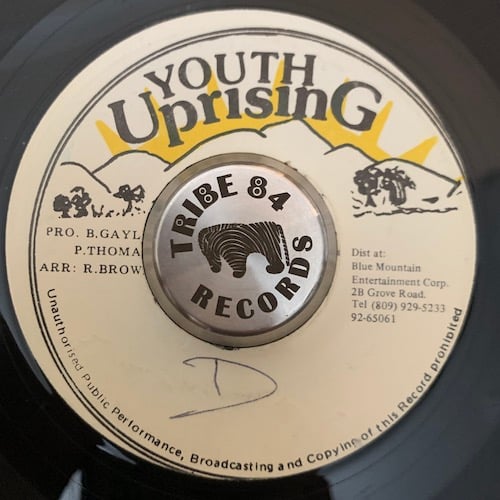 YOUTH
UprisinG
TRIBE 84
RECORDS
PRO. B.GAYL
P.THOMA
ARR: R.BROW
Dist at:
Blue Mountain
Entertainment Corp.
2B Grove Road.
Tel (809) 929-5233
92-65061
D
Unauthorised Public Performance, Broadcasting and Copying of this Record prohibited